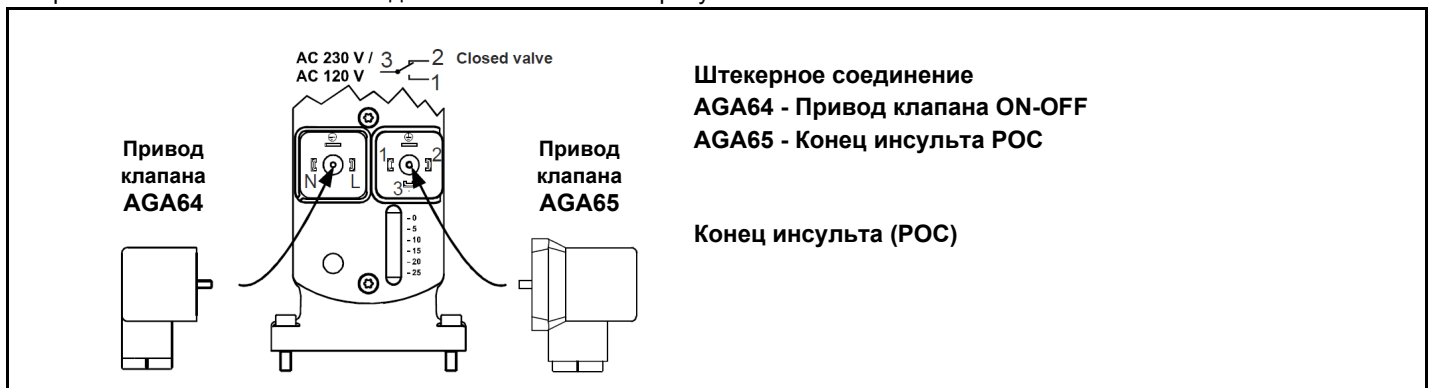 AC 230 V / 3 2 Closed valve
AC 120 V 1
Привод
клапана
AGA64
N L
1 2
3
- 0
- 5
- 10
- 15
- 20
- 25
Привод
клапана
AGA65
Штекерное соединение
AGA64 - Привод клапана ON-OFF
AGA65 - Конец инсульта POC
Конец инсульта (POC)